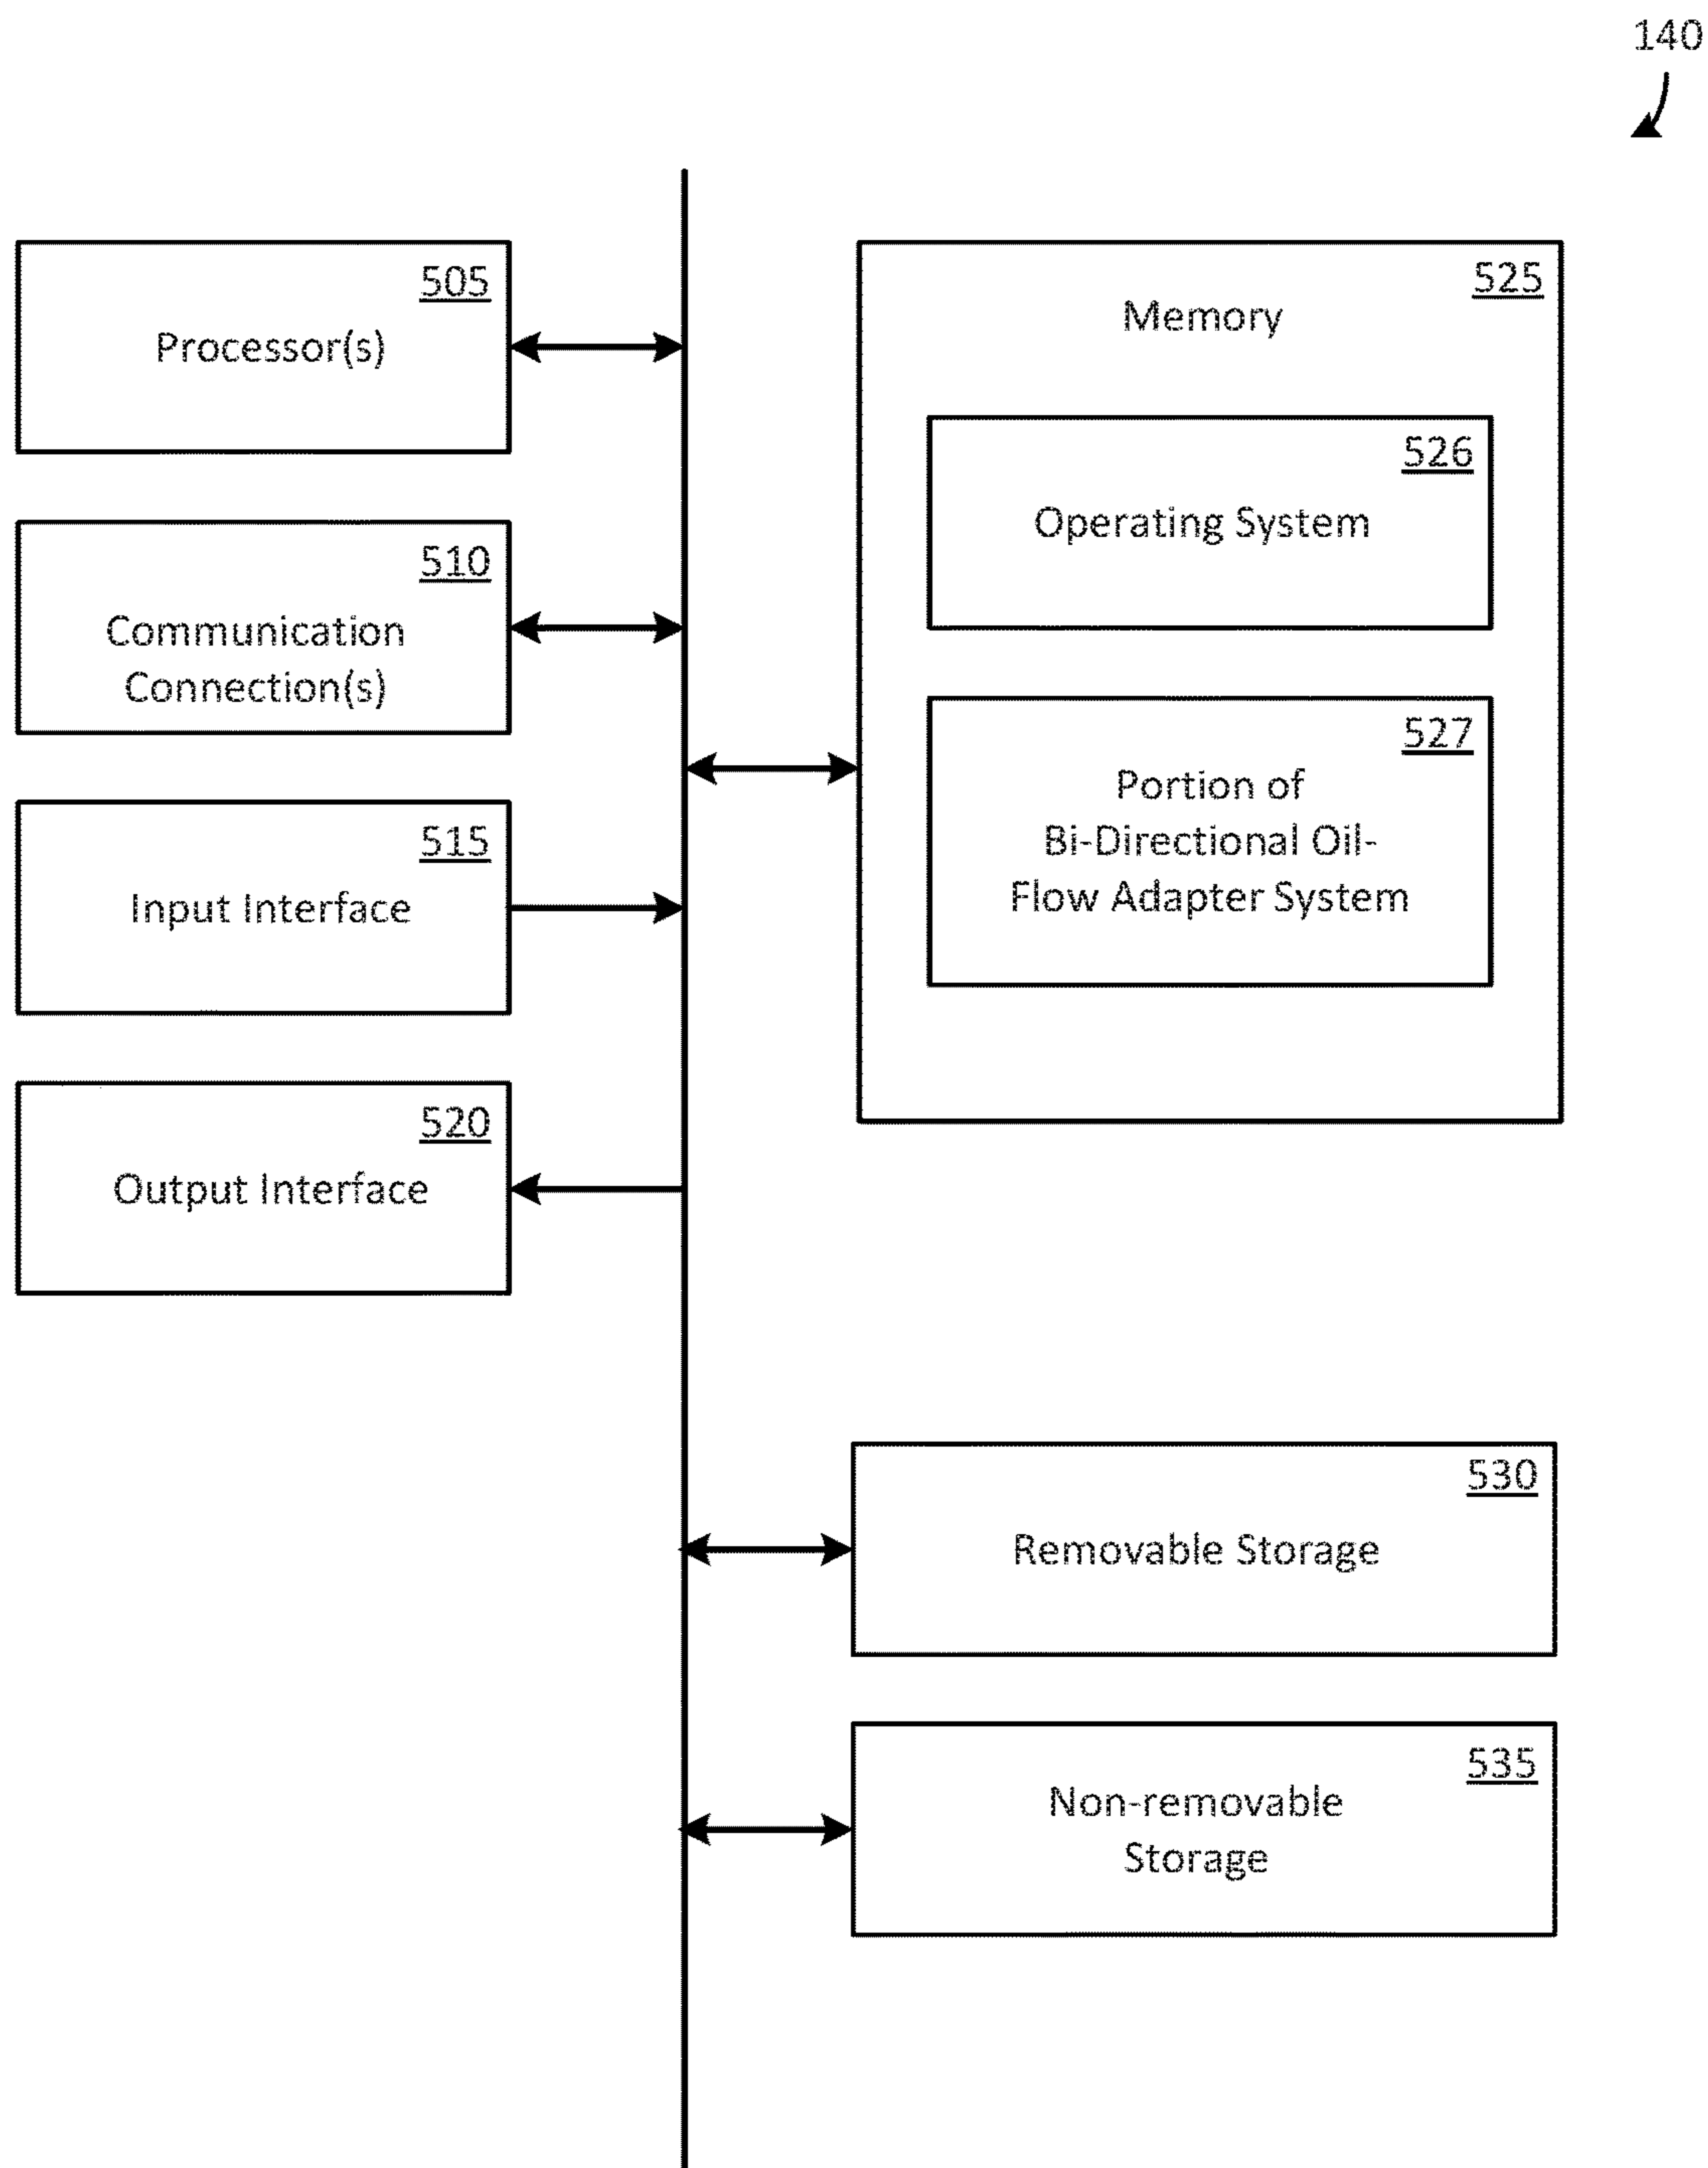 140
505
Processor(s)
510
Communication
Connection(s)
515
Input Interface
520
Output Interface
525
Memory
526
Operating System
527
Portion of
Bi-Directional Oil-
Flow Adapter System
530
Removable Storage
535
Non-removable
Storage